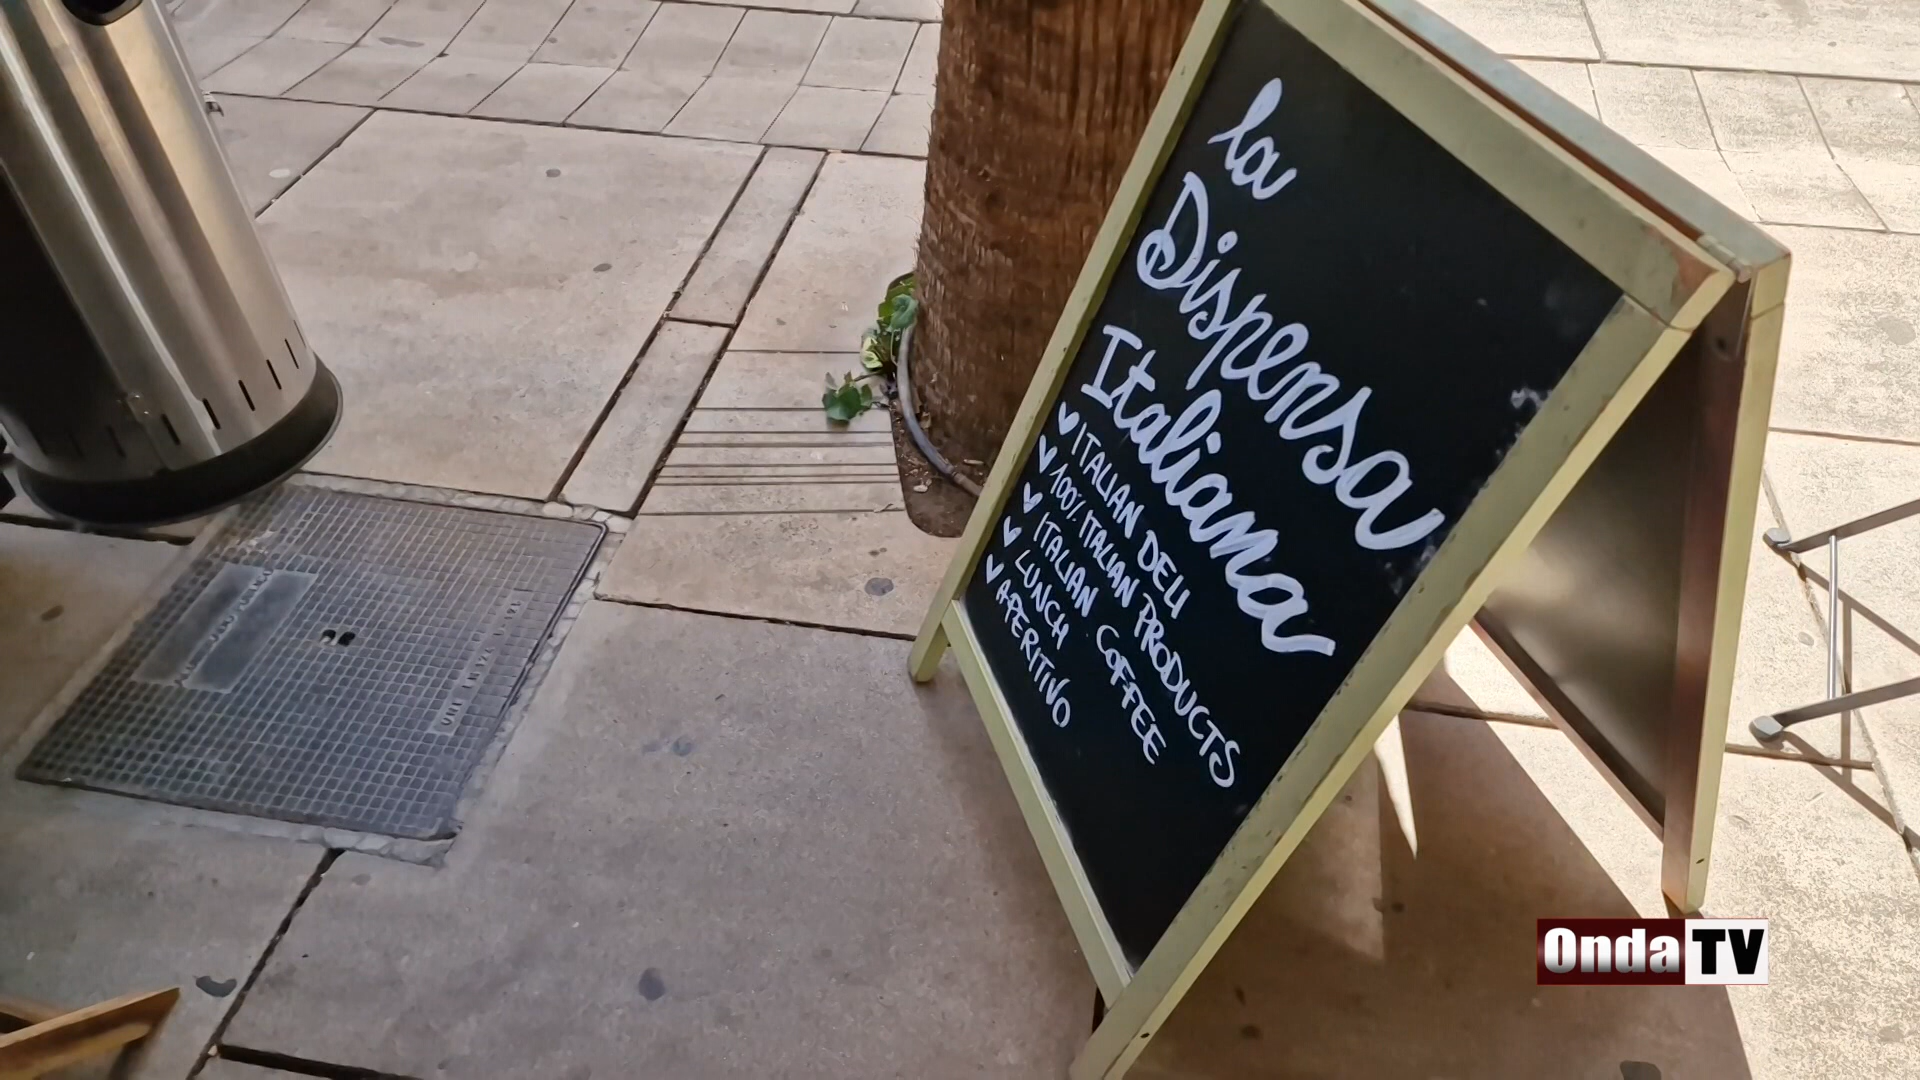 la
Dispensa
Italiana
ITALIAN DELI
100% ITALIAN PRODUCTS
ITALIAN COFFEE
LUNCH
APERITIVO
OndaTV